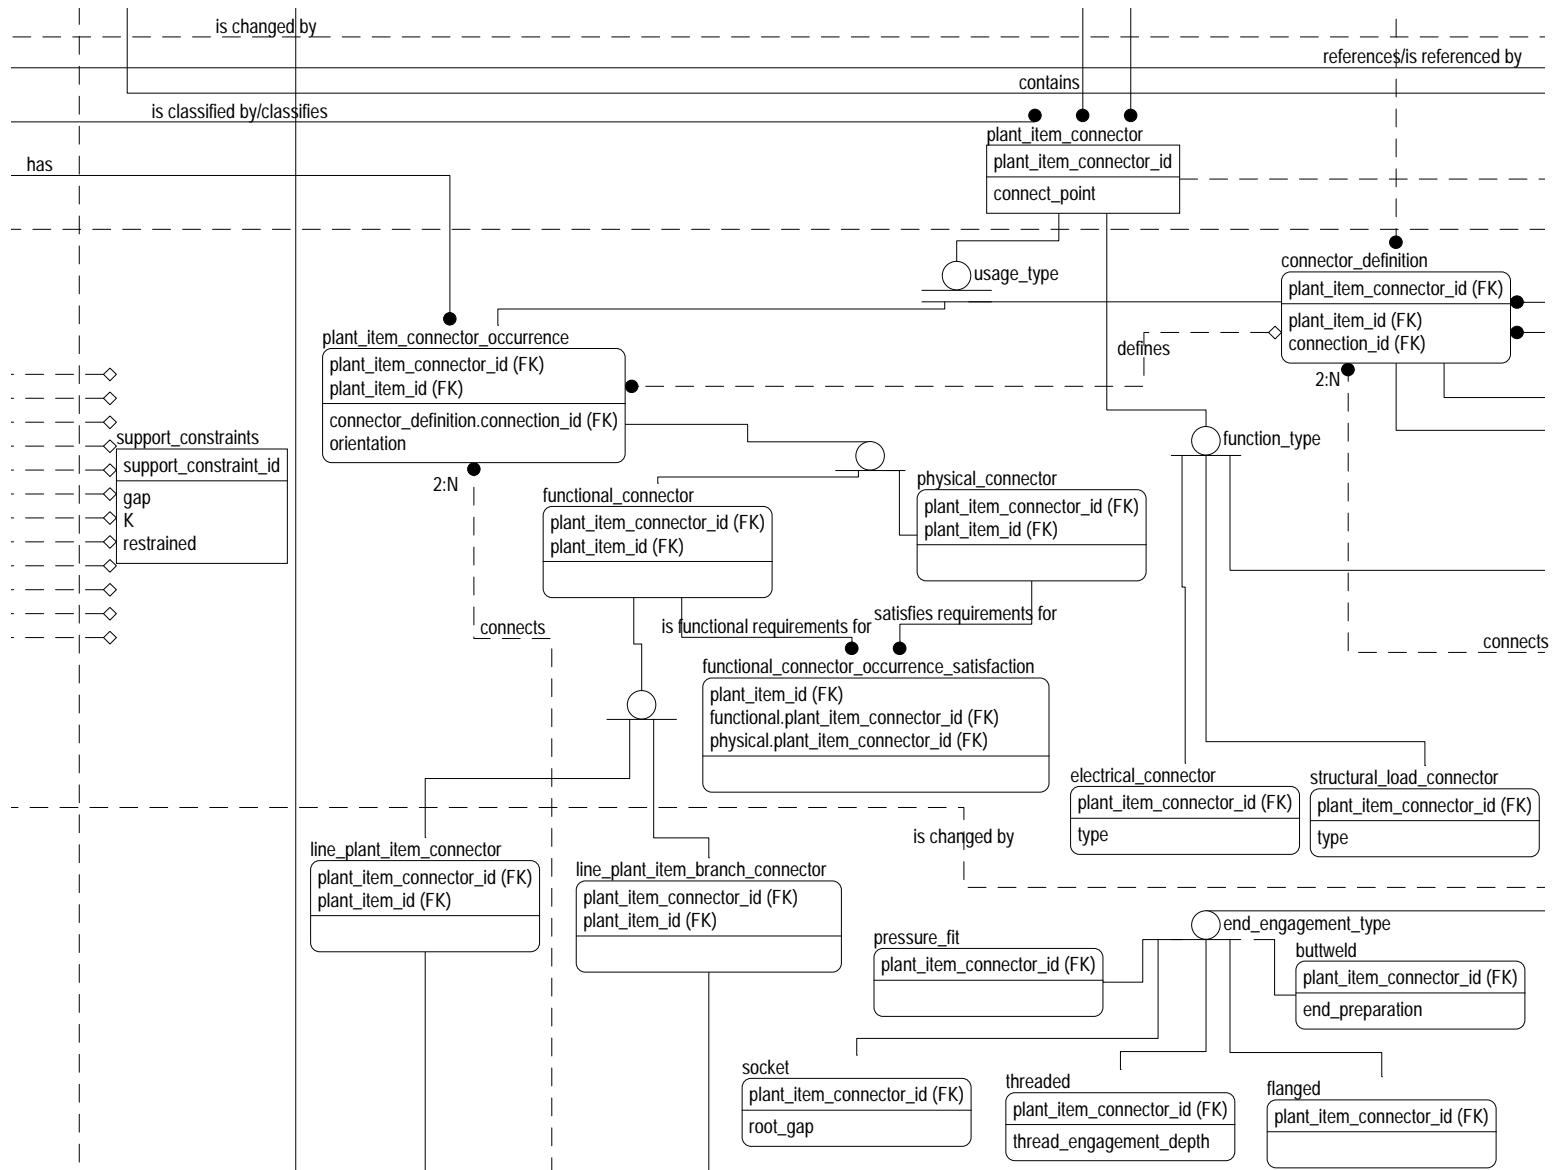 is changed by
references/is referenced by
contains
is classified by/classifies
plant_item_connector
plant_item_connector_id
connect_point
has
usage_type
connector_definition
plant_item_connector_id (FK)
plant_item_id (FK)
connection_id (FK)
plant_item_connector_occurrence
plant_item_connector_id (FK)
plant_item_id (FK)
connector_definition.connection_id (FK)
orientation
defines
2:N
support_constraints
support_constraint_id
gap
K
restrained
2:N
function_type
functional_connector
plant_item_connector_id (FK)
plant_item_id (FK)
physical_connector
plant_item_connector_id (FK)
plant_item_id (FK)
connects
is functional requirements for
satisfies requirements for
connects
functional_connector_occurrence_satisfaction
plant_item_id (FK)
functional.plant_item_connector_id (FK)
physical.plant_item_connector_id (FK)
electrical_connector
plant_item_connector_id (FK)
type
structural_load_connector
plant_item_connector_id (FK)
type
is changed by
line_plant_item_connector
plant_item_connector_id (FK)
plant_item_id (FK)
line_plant_item_branch_connector
plant_item_connector_id (FK)
plant_item_id (FK)
end_engagement_type
pressure_fit
plant_item_connector_id (FK)
buttweld
plant_item_connector_id (FK)
end_preparation
socket
plant_item_connector_id (FK)
root_gap
threaded
plant_item_connector_id (FK)
thread_engagement_depth
flanged
plant_item_connector_id (FK)